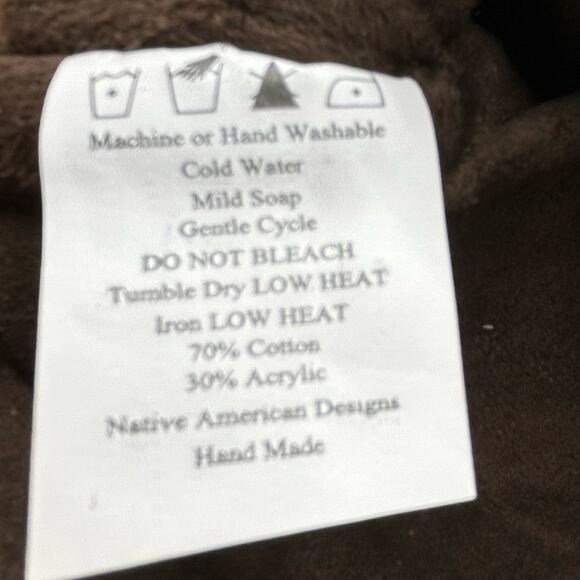 Machine or Hand Washable
Cold Water
Mild Soap
Gentle Cycle
DO NOT BLEACH
Tumble Dry LOW HEAT
Iron LOW HEAT
70% Cotton
30% Acrylic
Native American Designs
Hand Made